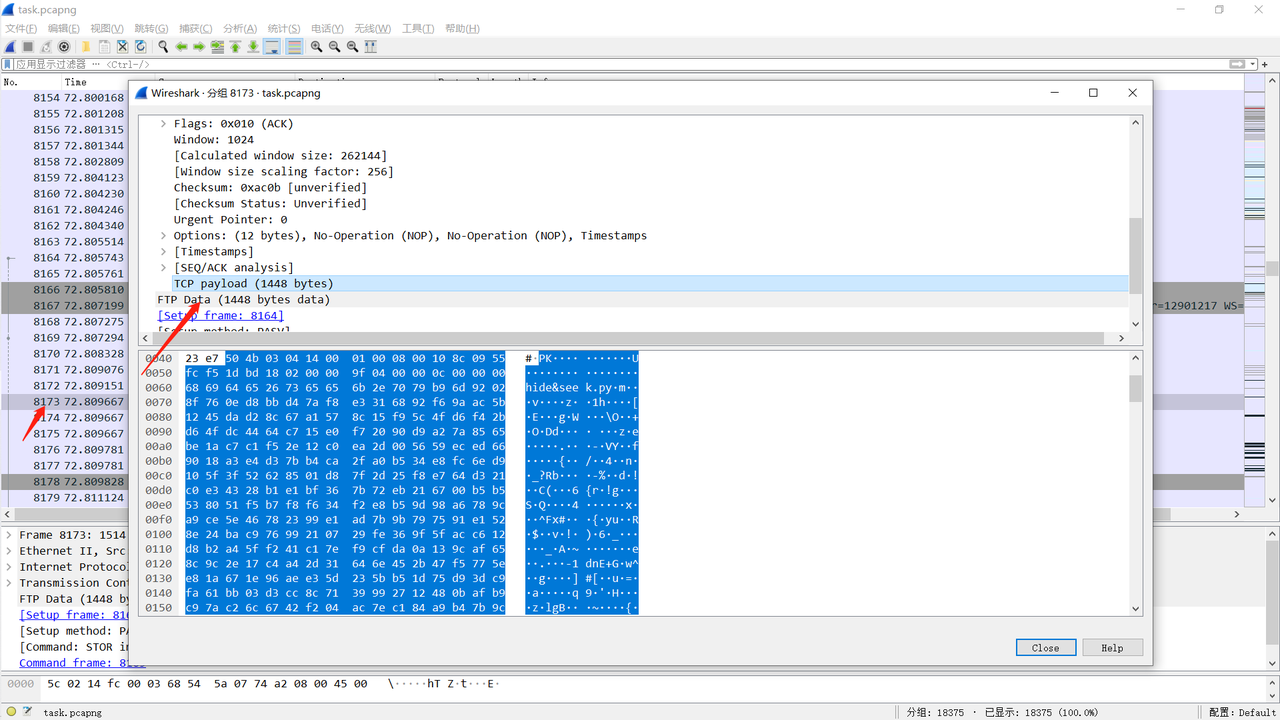 task.pcapng
文件(F) 编辑(E) 视图(V) 跳转(G) 捕获(C) 分析(A) 统计(S) 电话(Y) 无线(W) 工具(T) 帮助(H)
应用显示过滤器 … <Ctrl-/>
No. Time
Wireshark · 分组 8173 · task.pcapng
8154 72.800168
8155 72.801208
8156 72.801315
8157 72.801344
8158 72.802809
8159 72.804123
8160 72.804230
8161 72.804246
8162 72.804340
8163 72.805514
8164 72.805743
8165 72.805761
8166 72.805810
8167 72.807199
8168 72.807275
8169 72.807294
8170 72.808328
8171 72.809076
8172 72.809151
8173 72.809667
8174 72.809667
8175 72.809667
8176 72.809781
8177 72.809781
8178 72.809828
8179 72.811124
r=12901217 WS=
Flags: 0x010 (ACK)
Window: 1024
[Calculated window size: 262144]
[Window size scaling factor: 256]
Checksum: 0xac0b [unverified]
[Checksum Status: Unverified]
Urgent Pointer: 0
Options: (12 bytes), No-Operation (NOP), No-Operation (NOP), Timestamps
[Timestamps]
[SEQ/ACK analysis]
TCP payload (1448 bytes)
FTP Data (1448 bytes data)
[Setup frame: 8164]
[Setup method: PASV]
0040 23 e7 50 4b 03 04 14 00 01 00 08 00 10 8c 09 55 #·PK···· ·······U
0050 fc f5 1d bd 18 02 00 00 9f 04 00 00 0c 00 00 00 ········ ········
0060 68 69 64 65 26 73 65 65 6b 2e 70 79 b9 6d 92 02 hide&see k.py·m··
0070 8f 76 0e d8 bb d4 7a f8 e3 31 68 92 f6 9a ac 5b ·v····z· ·1h····[
0080 12 45 da d2 8c 67 a1 57 8c 15 f9 5c 4f d6 f4 2b ·E···g·W ···\O··+
0090 d6 4f dc 44 64 c7 15 e0 f7 20 90 d9 a2 7a 85 65 ·O·Dd··· · ···z·e
00a0 be 1a c7 c1 f5 2e 12 c0 ea 2d 00 56 59 ec ed 66 ·····.·· ·-·VY··f
00b0 90 18 a3 e4 d3 7b b4 ca 2f a0 b5 34 e8 fc 6e d9 ·····{·· /··4··n·
00c0 10 5f 3f 52 62 85 01 d8 7f 2d 25 f8 e7 64 d3 21 ·_?Rb··· ·-%··d·!
00d0 c0 e3 43 28 b1 e1 bf 36 7b 72 eb 21 67 00 b5 b5 ··C(···6 {r·!g···
00e0 53 80 51 f5 b7 f8 f6 34 f2 e8 b5 9d 98 a6 78 9c S·Q····4 ······x·
00f0 a9 ce 5e 46 78 23 99 e1 ad 7b 9b 79 75 91 e1 52 ··^Fx#·· ·{·yu··R
0100 8e 24 ba c9 76 99 21 07 29 fe 36 9f 5f ac c6 12 ·$··v·!· )·6·_···
0110 d8 b2 a4 5f f2 41 c1 7e f9 cf da 0a 13 9c af 65 ···_·A·~ ·······e
0120 8c 9c 2e 17 c4 a4 2d 31 64 6e 45 2b 47 f5 77 5e ··.···-1 dnE+G·w^
0130 e8 1a 67 1e 96 ae e3 5d 23 5b b5 1d 75 d9 3d c9 ··g····] #[··u·=·
0140 fa 61 bb 03 d3 cc 8c 71 39 99 27 12 48 0b af b9 ·a·····q 9·'·H···
0150 c9 7a c2 6c 67 42 f2 04 ac 7e c1 84 a9 b4 7b 9c ·z·lgB·· ·~····{·
Close Help
Frame 8173: 1514
Ethernet II, Src
Internet Protoco
Transmission Con
FTP Data (1448 by
[Setup frame: 81
[Setup method: PA
[Command: STOR in
Command frame: 81
0000 5c 02 14 fc 00 03 68 54 5a 07 74 a2 08 00 45 00 \·····hT Z·t···E·
task.pcapng 分组: 18375 · 已显示: 18375 (100.0%) 配置: Default